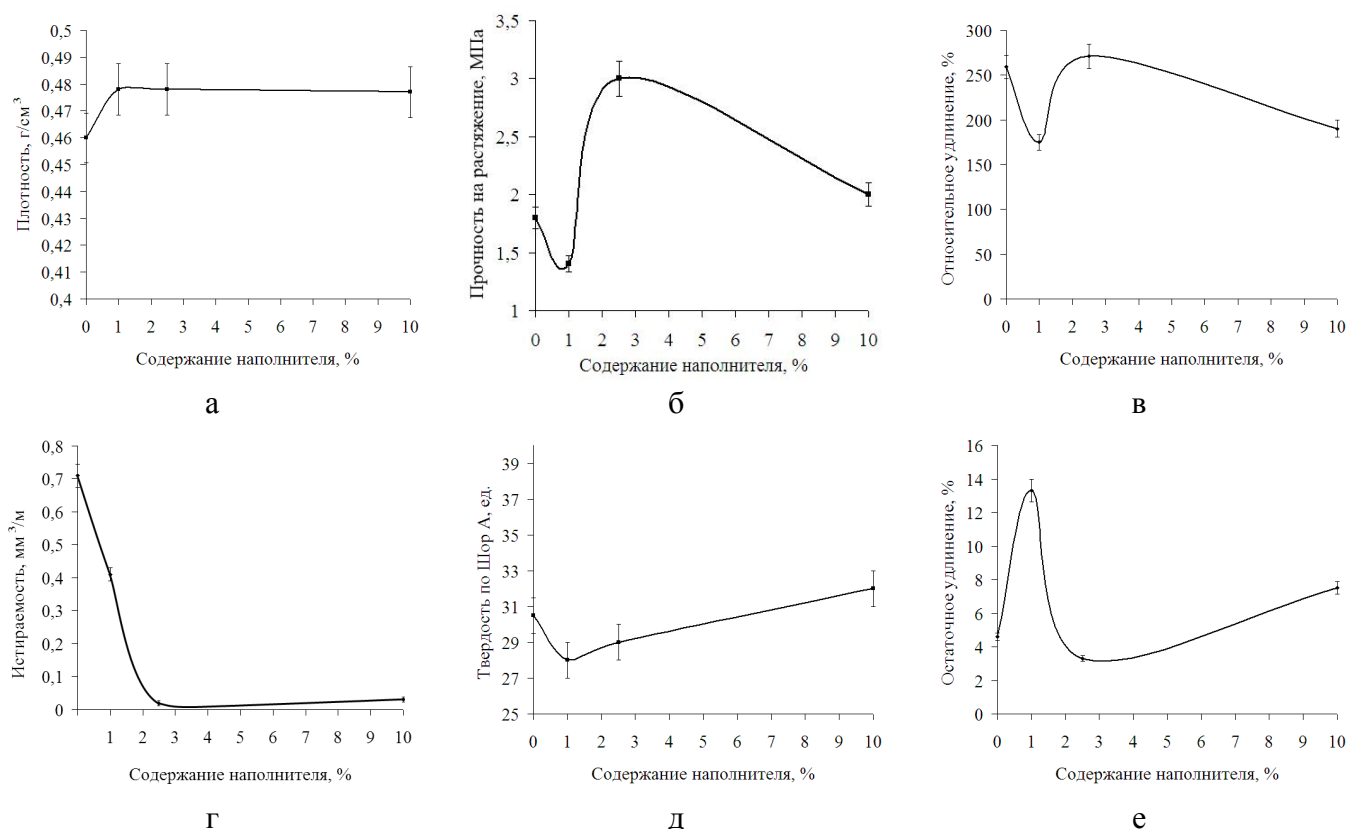 Плотность, г/см³
0,5
0,49
0,48
0,47
0,46
0,45
0,44
0,43
0,42
0,41
0,4
0 1 2 3 4 5 6 7 8 9 10
Содержание наполнителя, %
а
Прочность на растяжение, МПа
3,5
3
2,5
2
1,5
1
0 1 2 3 4 5 6 7 8 9 10
Содержание наполнителя, %
б
Относительное удлинение, %
300
250
200
150
100
50
0
0 1 2 3 4 5 6 7 8 9 10
Содержание наполнителя, %
в
Истираемость, мм³/м
0,8
0,7
0,6
0,5
0,4
0,3
0,2
0,1
0
1 2 3 4 5 6 7 8 9 10
Содержание наполнителя, %
г
Твердость по Шор А, ед.
39
37
35
33
31
29
27
25
0 1 2 3 4 5 6 7 8 9 10
Содержание наполнителя, %
д
Остаточное удлинение, %
16
14
12
10
8
6
4
2
0
0 1 2 3 4 5 6 7 8 9 10
Содержание наполнителя, %
е